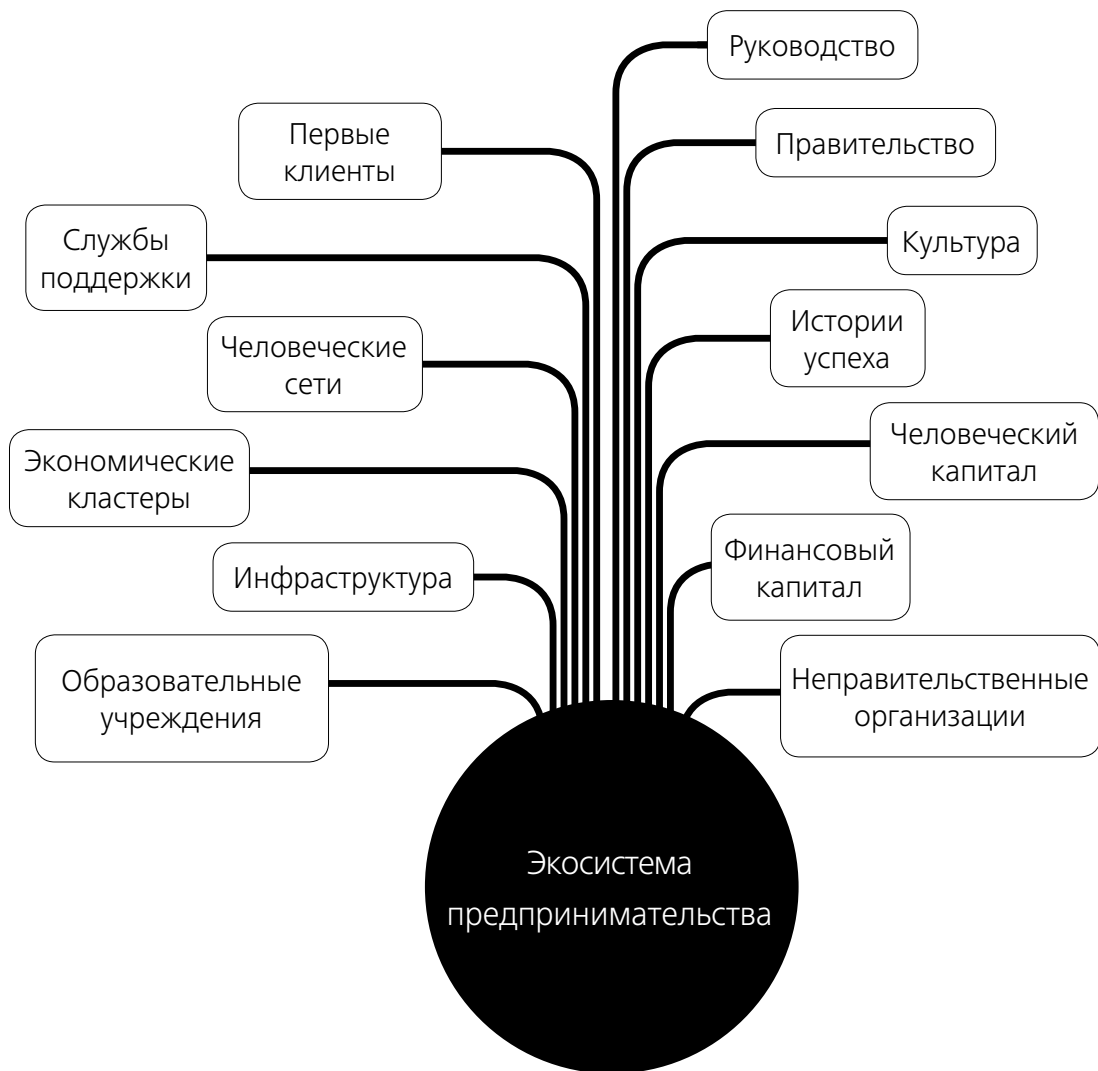 Руководство
Первые
клиенты
Правительство
Службы
поддержки
Культура
Человеческие
сети
Истории
успеха
Экономические
кластеры
Человеческий
капитал
Инфраструктура
Финансовый
капитал
Образовательные
учреждения
Неправительственные
организации
Экосистема
предпринимательства